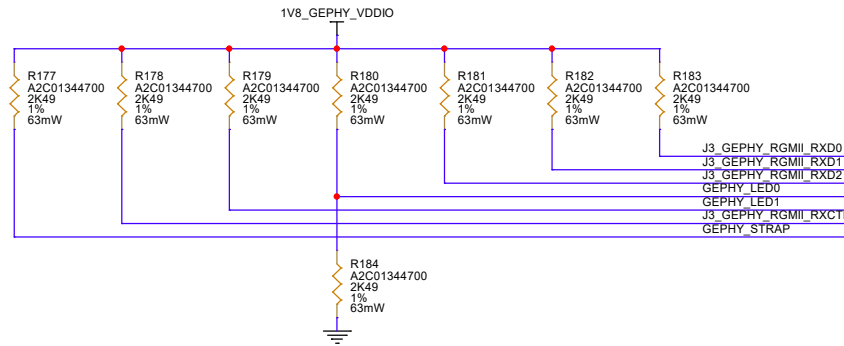 1V8_GEPHY_VDDIO
R177
A2C01344700
2K49
1%
63mW
R178
A2C01344700
2K49
1%
63mW
R179
A2C01344700
2K49
1%
63mW
R180
A2C01344700
2K49
1%
63mW
R181
A2C01344700
2K49
1%
63mW
R182
A2C01344700
2K49
1%
63mW
R183
A2C01344700
2K49
1%
63mW
J3_GEPHY_RGMII_RXD0
J3_GEPHY_RGMII_RXD1
J3_GEPHY_RGMII_RXD2
GEPHY_LED0
GEPHY_LED1
J3_GEPHY_RGMII_RXCT
GEPHY_STRAP
R184
A2C01344700
2K49
1%
63mW